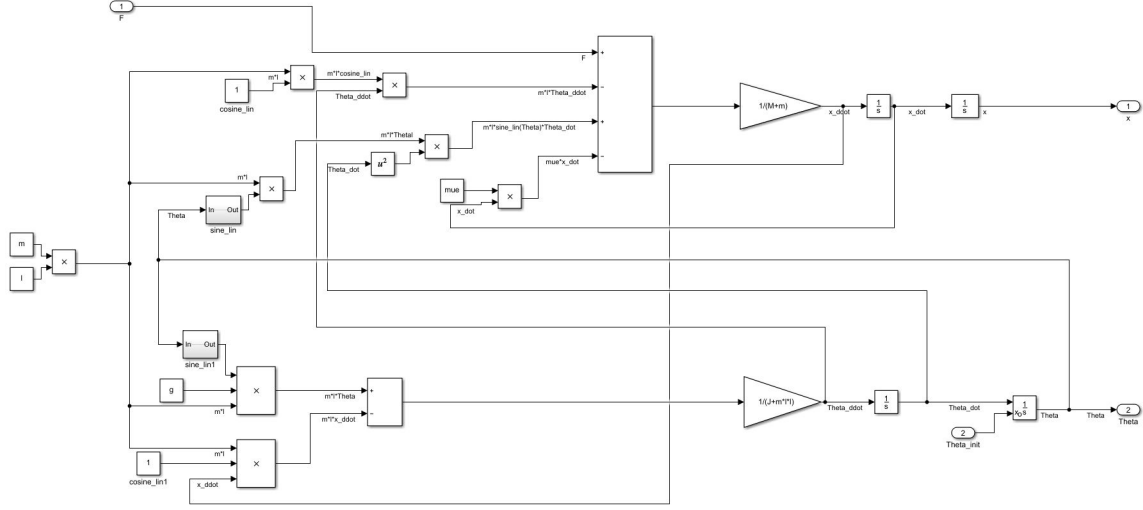 1
F
F
+
m*l
1
cosine_lin
×
m*l*cosine_lin
Theta_ddot
×
m*l*Theta_ddot
−
1/(M+m)
x_ddot
1/s
x_dot
1/s
x
1
x
m*l*Thetal
Theta_dot
u²
×
m*l*sine_lin(Theta)*Theta_dot
+
mue*x_dot
−
m*l
×
mue
x_dot
×
Theta
In Out
sine_lin
m
l
×
In Out
sine_lin1
g
m*l
×
m*l*Theta
+
m*l*x_ddot
−
1/(J+m*l*l)
Theta_ddot
1/s
Theta_dot
2
Theta_init
x₀ 1/s
Theta
Theta
2
Theta
m*l
1
cosine_lin1
x_ddot
×